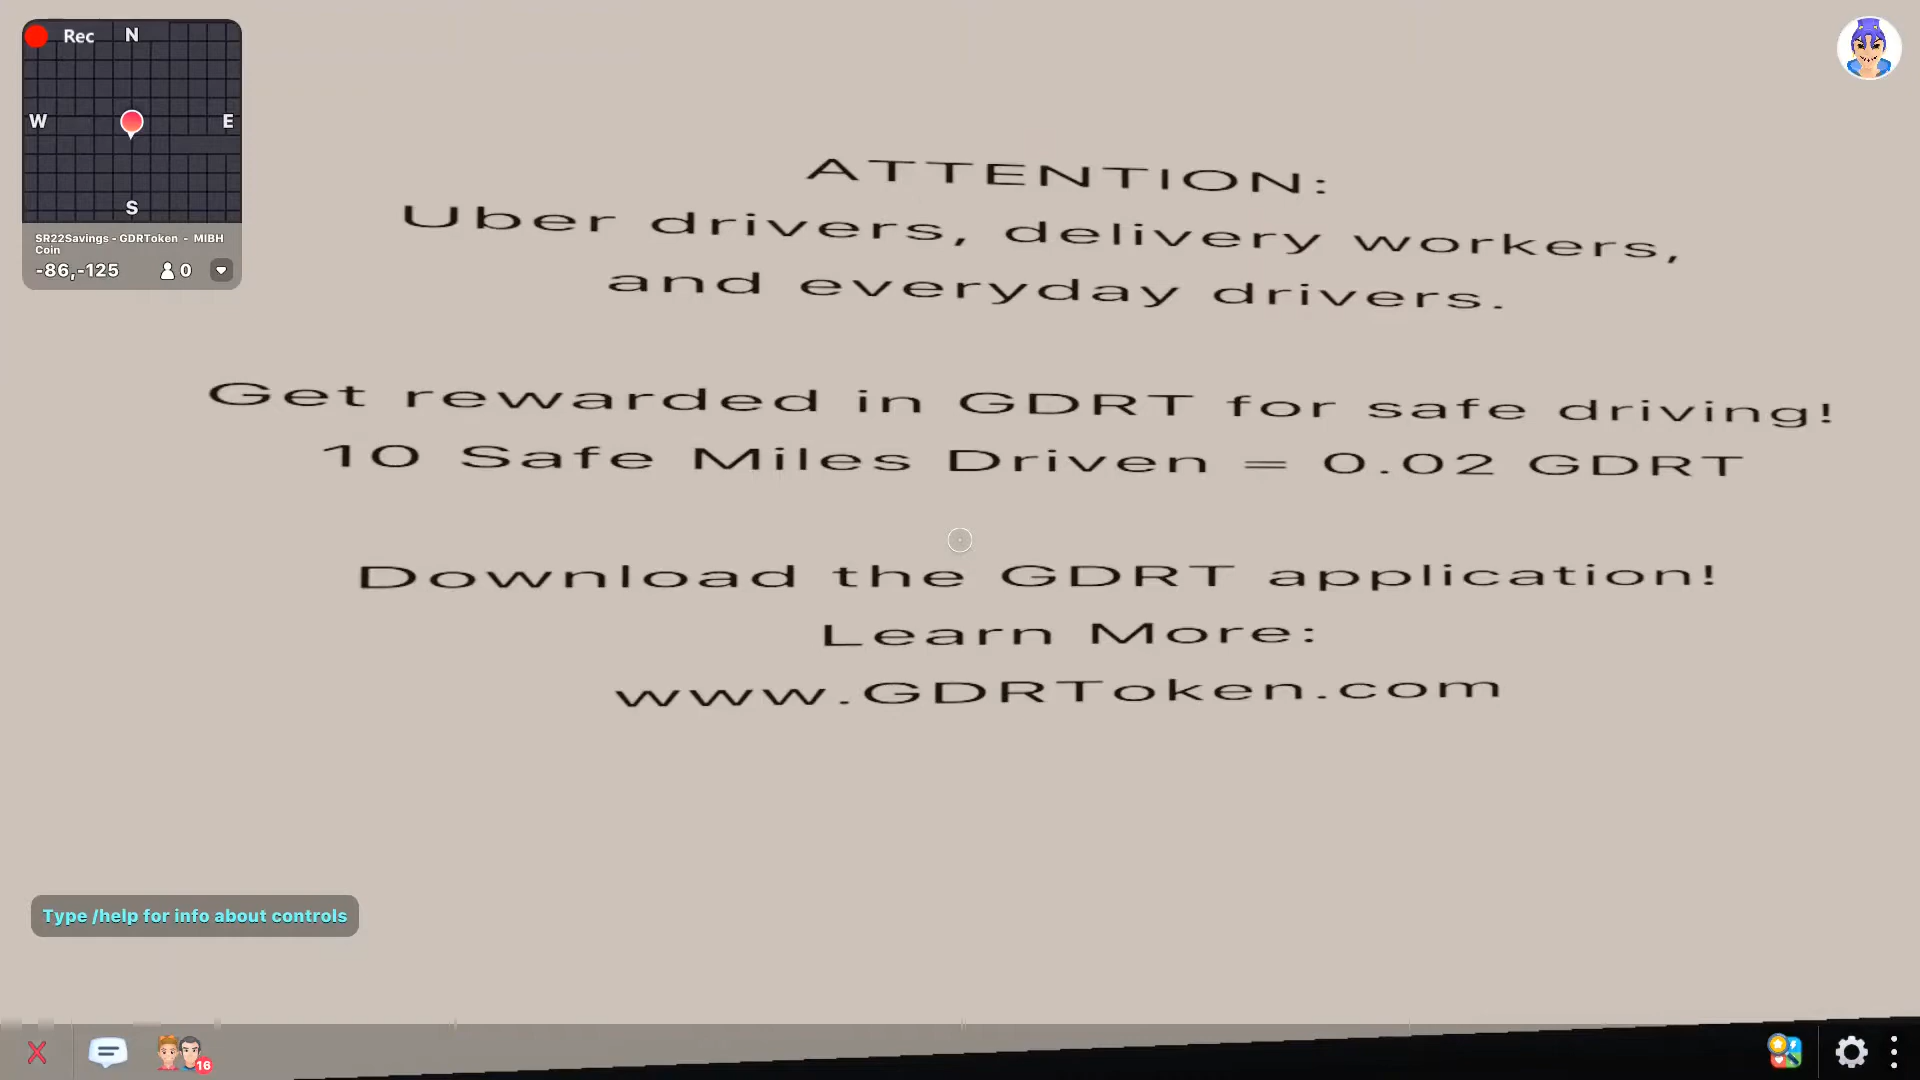 Rec
N
W
E
S
SR22Savings - GDRToken - MIBH
Coin
-86,-125
0
ATTENTION:
Uber drivers, delivery workers,
and everyday drivers.
Get rewarded in GDRT for safe driving!
10 Safe Miles Driven = 0.02 GDRT
Download the GDRT application!
Learn More:
www.GDRToken.com
Type /help for info about controls
16